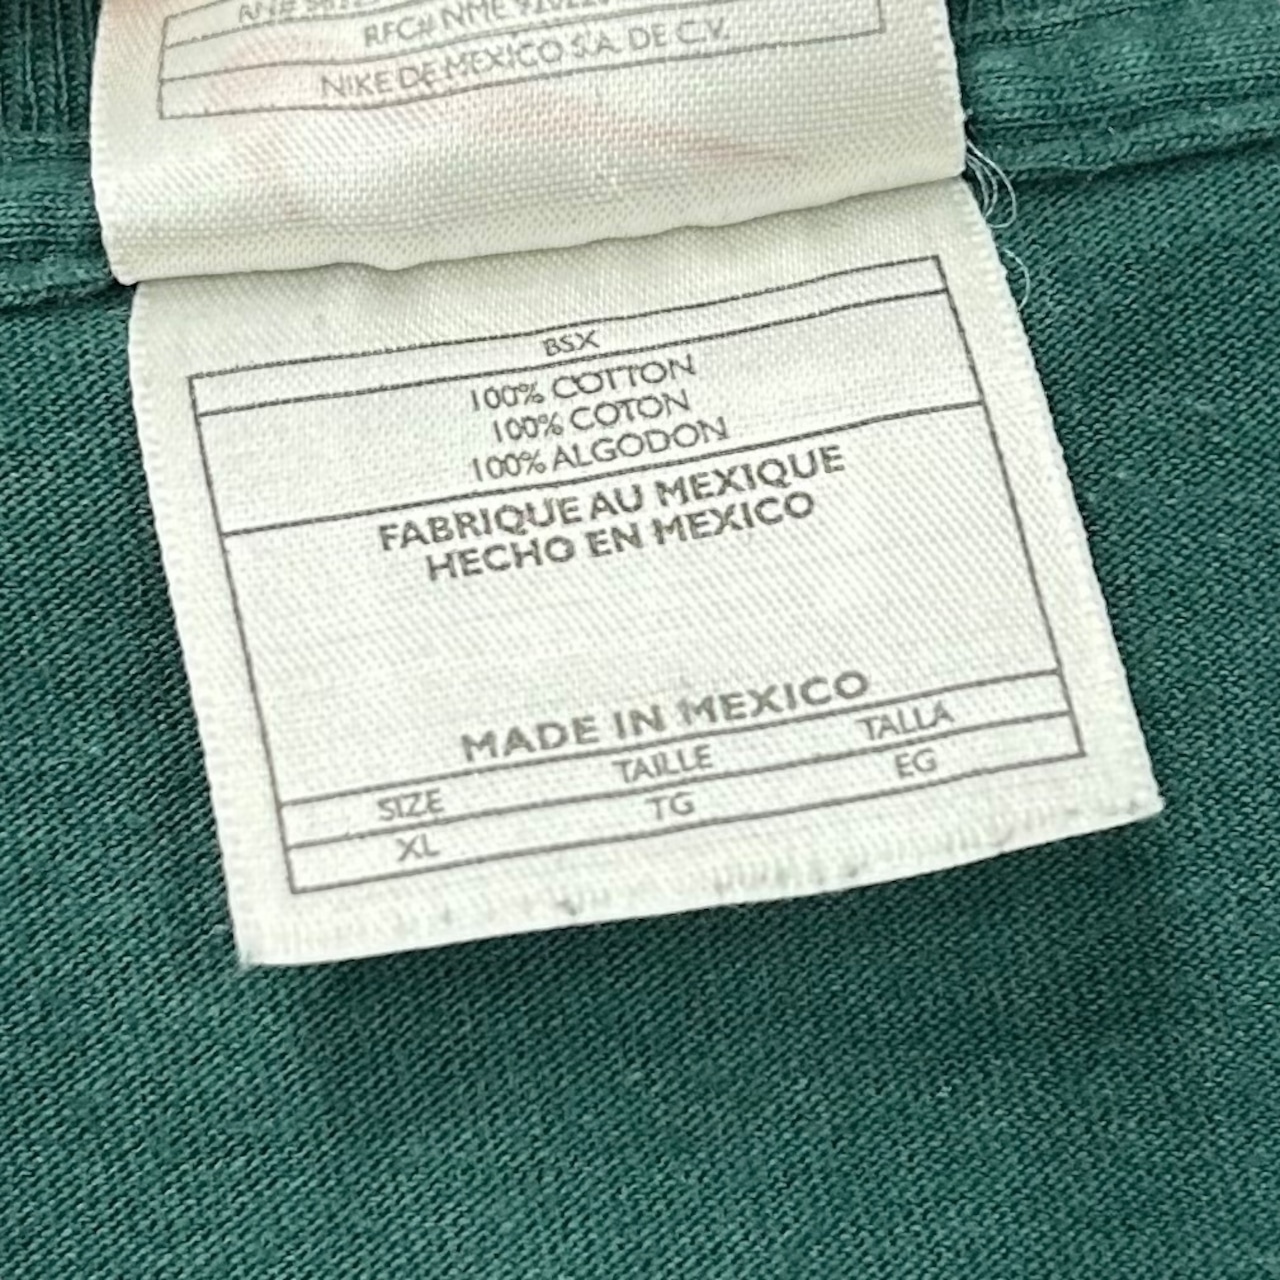 RFC# NME
NIKE DE MEXICO S.A. DE C.V.
BSX
100% COTTON
100% COTON
100% ALGODON
FABRIQUE AU MEXIQUE
HECHO EN MEXICO
MADE IN MEXICO
SIZE TAILLE TALLA
XL TG EG